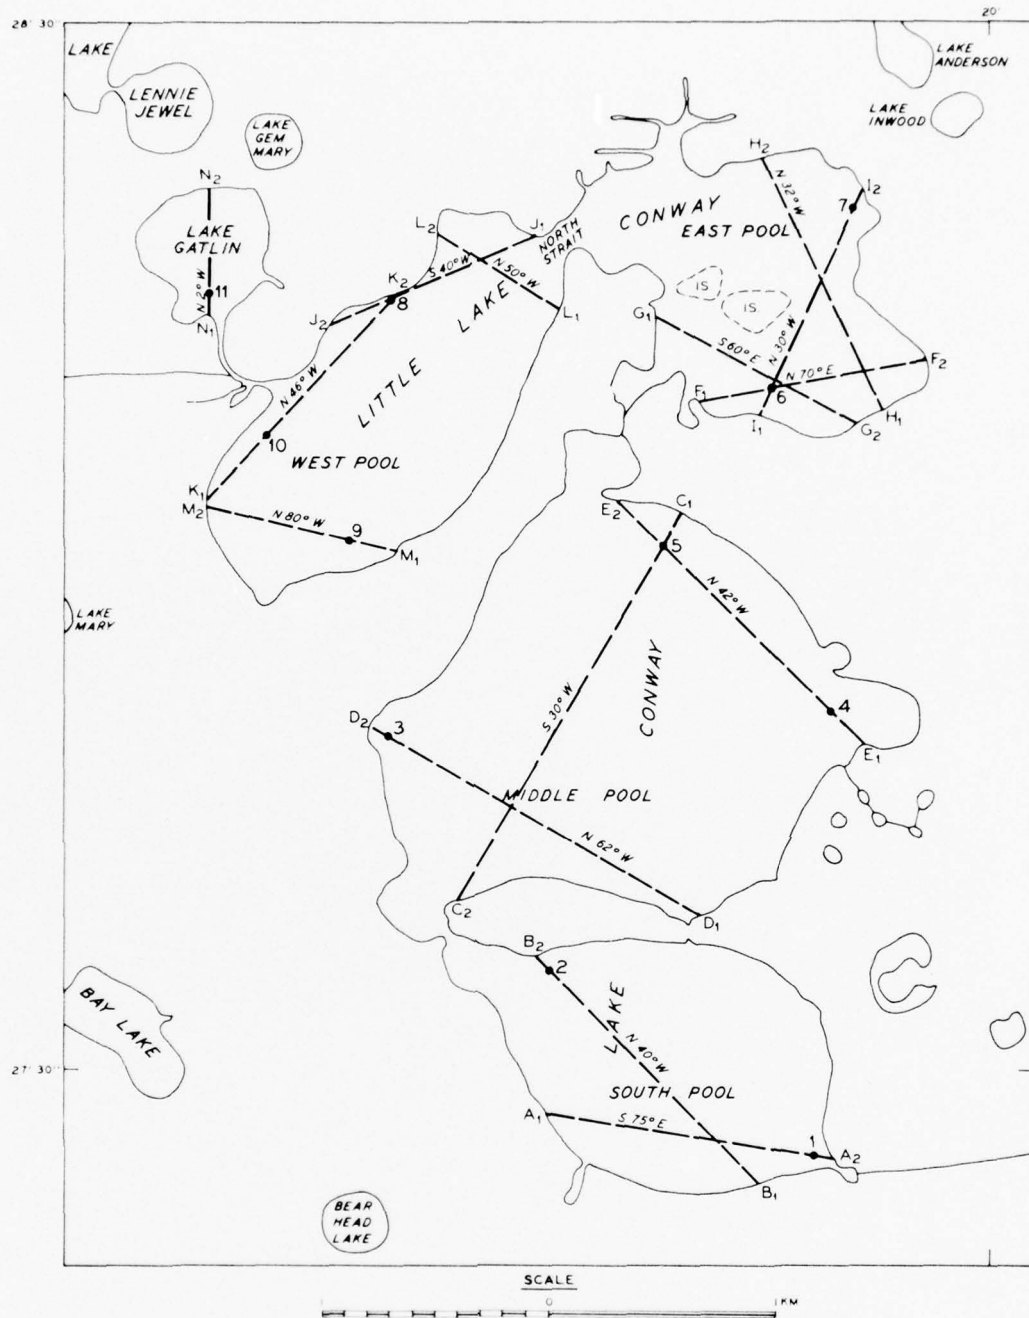 28° 30
20'
LAKE
LENNIE
JEWEL
LAKE
GEM
MARY
LAKE
ANDERSON
LAKE
INWOOD
H2
N 32° W
I2
7
N2
LAKE
GATLIN
11
N 2° W
N1
L2
J1
NORTH
STRAIT
CONWAY
EAST POOL
IS
IS.
S 40° W
N 50° W
K2
8
J2
L1
G1
LITTLE LAKE
S 60° E
N 30° W
N 70° E
F2
F1
6
I1
G2
H1
N 46° W
10
WEST POOL
K1
M2
N 80° W
9
M1
E2
C1
5
N 42° W
LAKE
MARY
CONWAY
S 30° W
4
E1
D2
3
MIDDLE POOL
N 62° W
C2
D1
B2
2
LAKE
N 40° W
BAY LAKE
27' 30"
SOUTH POOL
A1
S 75° E
1
A2
B1
BEAR
HEAD
LAKE
SCALE
1 0 1 KM